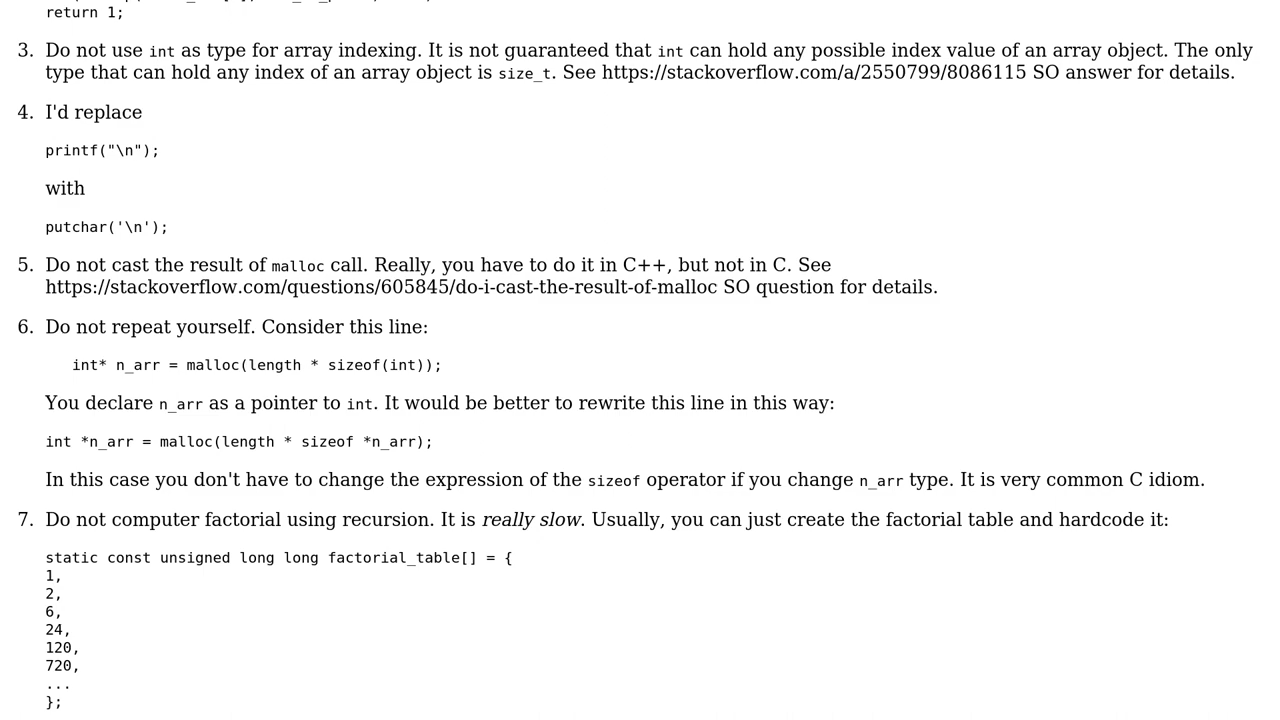 return 1;
3. Do not use int as type for array indexing. It is not guaranteed that int can hold any possible index value of an array object. The only
type that can hold any index of an array object is size_t. See https://stackoverflow.com/a/2550799/8086115 SO answer for details.
4. I'd replace
printf("\n");
with
putchar('\n');
5. Do not cast the result of malloc call. Really, you have to do it in C++, but not in C. See
https://stackoverflow.com/questions/605845/do-i-cast-the-result-of-malloc SO question for details.
6. Do not repeat yourself. Consider this line:
int* n_arr = malloc(length * sizeof(int));
You declare n_arr as a pointer to int. It would be better to rewrite this line in this way:
int *n_arr = malloc(length * sizeof *n_arr);
In this case you don't have to change the expression of the sizeof operator if you change n_arr type. It is very common C idiom.
7. Do not computer factorial using recursion. It is really slow. Usually, you can just create the factorial table and hardcode it:
static const unsigned long long factorial_table[] = {
1,
2,
6,
24,
120,
720,
...
};